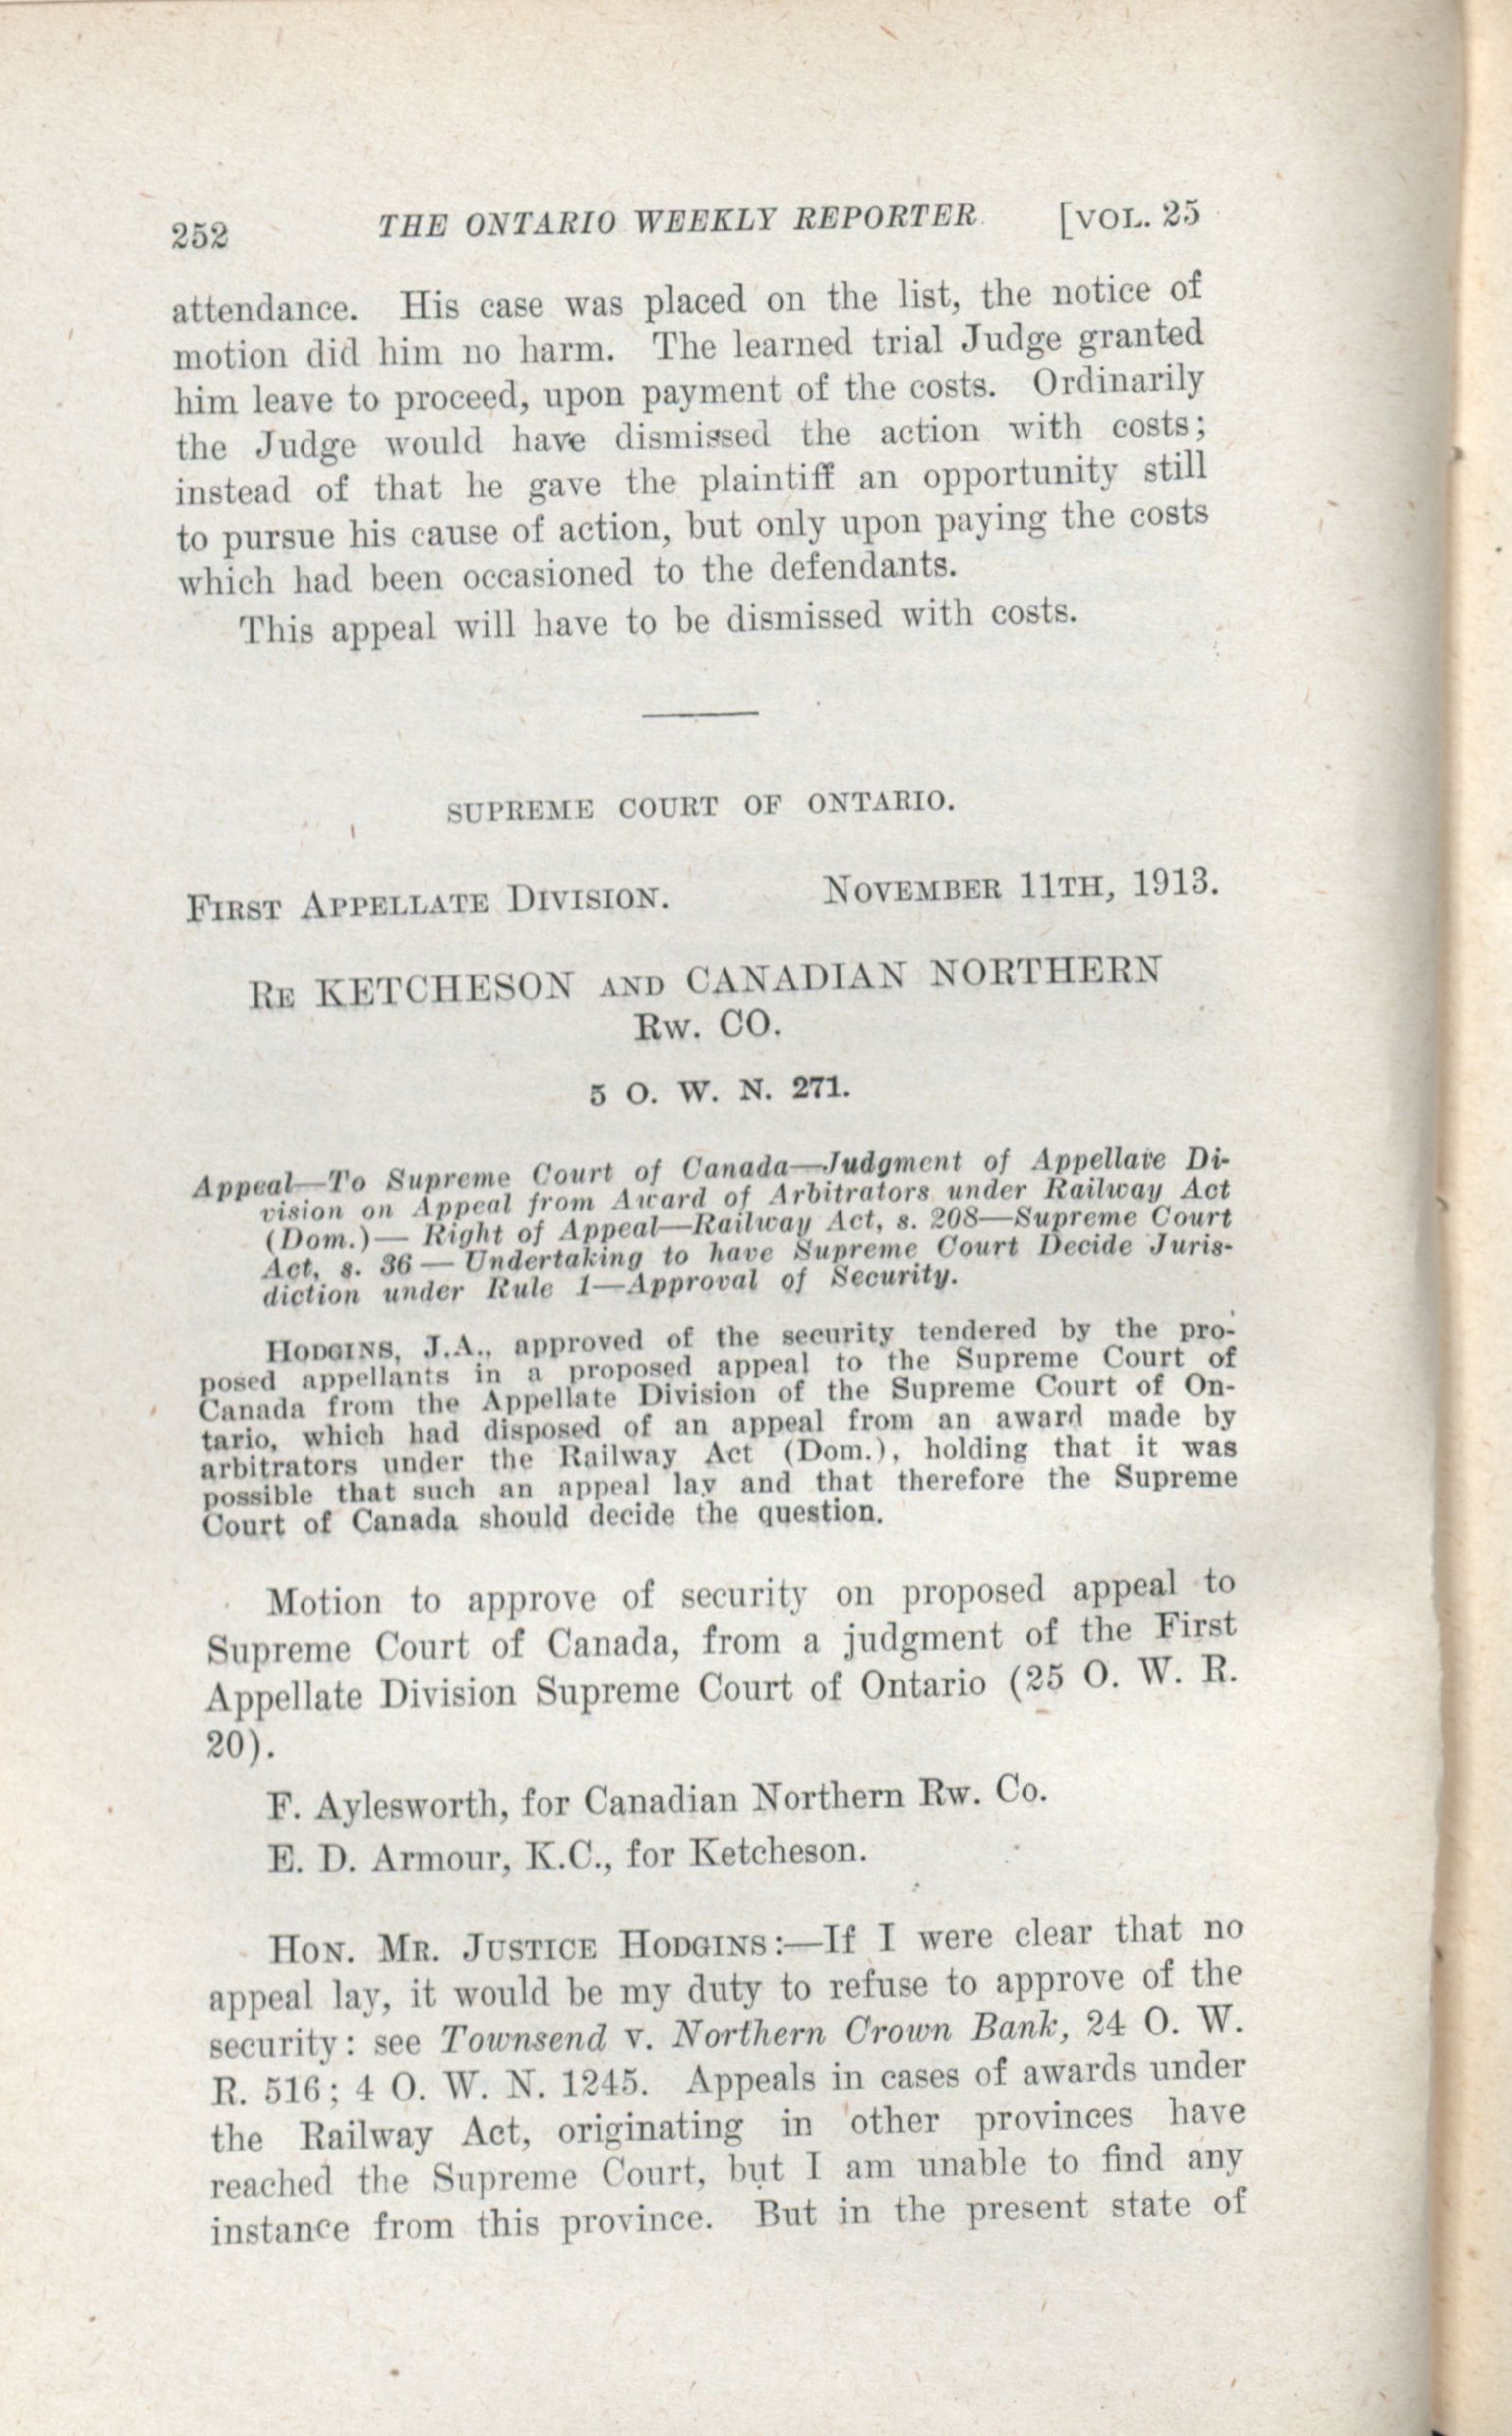 252 THE ONTARIO WEEKLY REPORTER [VOL. 25
attendance. His case was placed on the list, the notice of
motion did him no harm. The learned trial Judge granted
him leave to proceed, upon payment of the costs. Ordinarily
the Judge would have dismissed the action with costs;
instead of that he gave the plaintiff an opportunity still
to pursue his cause of action, but only upon paying the costs
which had been occasioned to the defendants.
This appeal will have to be dismissed with costs.
SUPREME COURT OF ONTARIO.
FIRST APPELLATE DIVISION. NOVEMBER 11TH, 1913.
RE KETCHESON AND CANADIAN NORTHERN
RW. CO.
5 O. W. N. 271.
Appeal—To Supreme Court of Canada—Judgment of Appellate Di-
vision on Appeal from Award of Arbitrators under Railway Act
(Dom.)— Right of Appeal—Railway Act, s. 208—Supreme Court
Act, s. 36 — Undertaking to have Supreme Court Decide Juris-
diction under Rule 1—Approval of Security.
HODGINS, J.A., approved of the security tendered by the pro-
posed appellants in a proposed appeal to the Supreme Court of
Canada from the Appellate Division of the Supreme Court of On-
tario, which had disposed of an appeal from an award made by
arbitrators under the Railway Act (Dom.), holding that it was
possible that such an appeal lay and that therefore the Supreme
Court of Canada should decide the question.
Motion to approve of security on proposed appeal to
Supreme Court of Canada, from a judgment of the First
Appellate Division Supreme Court of Ontario (25 O. W. R.
20).
F. Aylesworth, for Canadian Northern Rw. Co.
E. D. Armour, K.C., for Ketcheson.
HON. MR. JUSTICE HODGINS:—If I were clear that no
appeal lay, it would be my duty to refuse to approve of the
security: see Townsend v. Northern Crown Bank, 24 O. W.
R. 516; 4 O. W. N. 1245. Appeals in cases of awards under
the Railway Act, originating in other provinces have
reached the Supreme Court, but I am unable to find any
instance from this province. But in the present state of